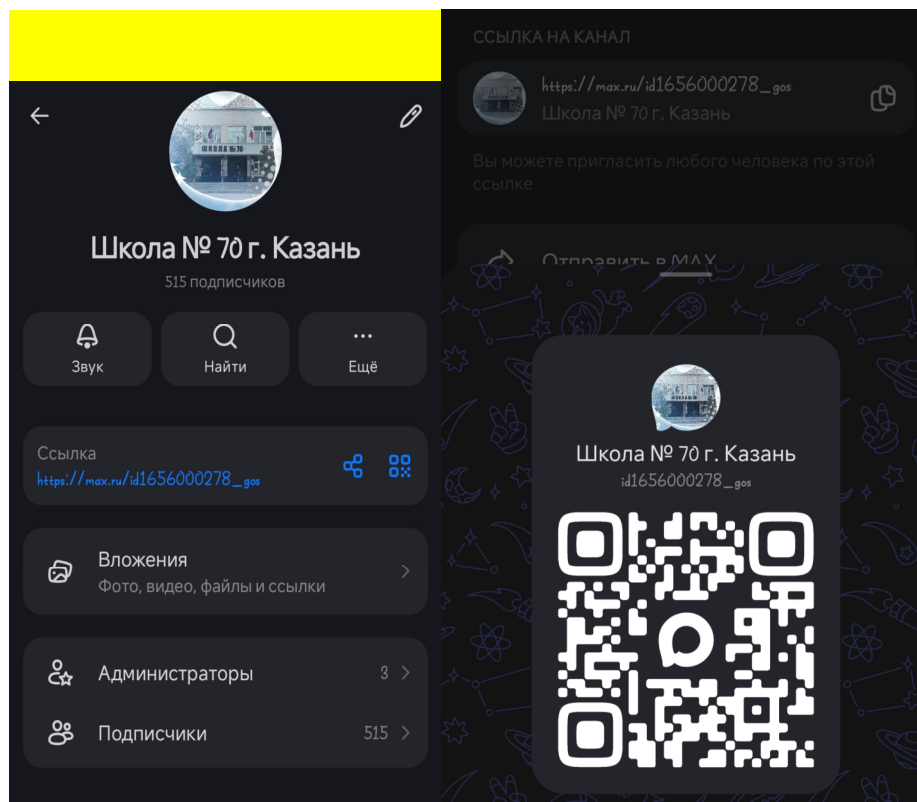 ШКОЛА №70
Школа № 70 г. Казань
515 подписчиков
Звук
Найти
Ещё
Ссылка
https://max.ru/id1656000278_gos
Вложения
Фото, видео, файлы и ссылки
Администраторы
3
Подписчики
515
ССЫЛКА НА КАНАЛ
https://max.ru/id1656000278_gos
Школа № 70 г. Казань
Вы можете пригласить любого человека по этой
ссылке
Отправить в MAX
Школа № 70 г. Казань
id1656000278_gos